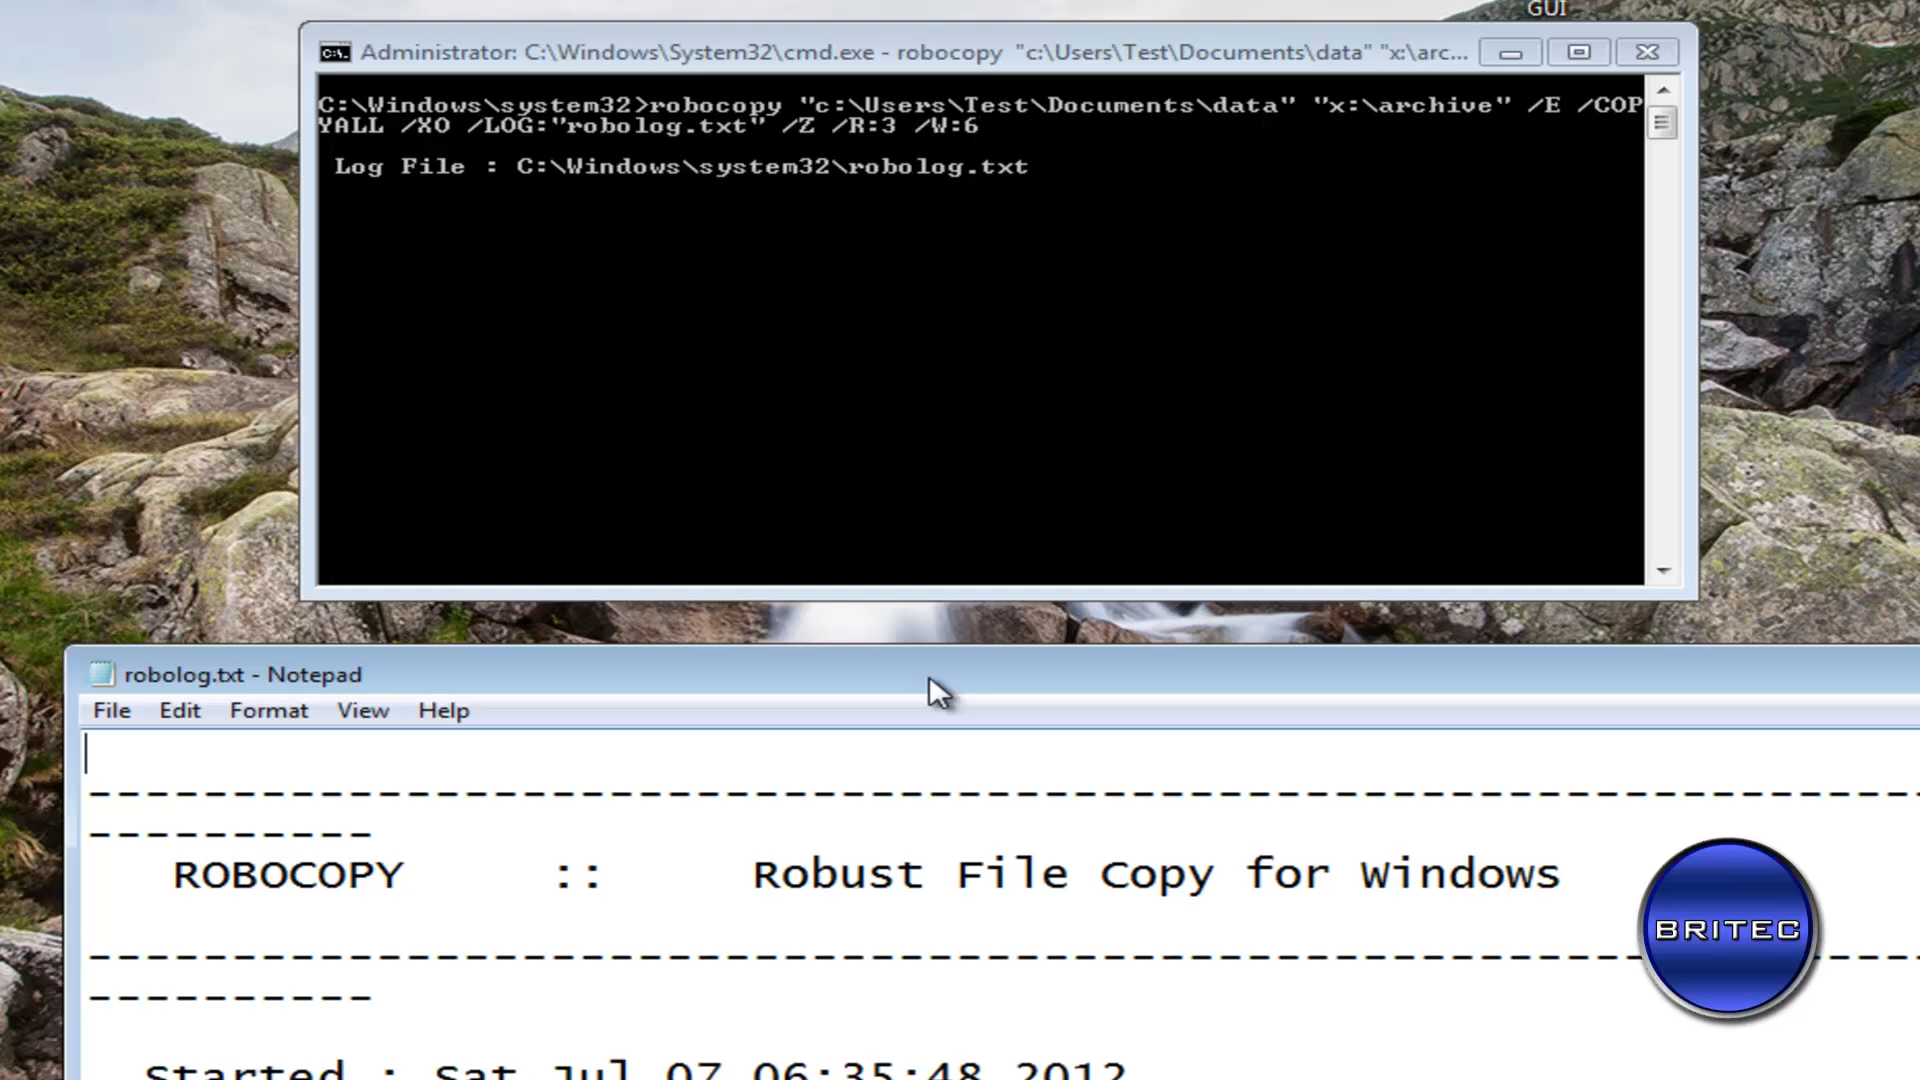 GUI
Administrator: C:\Windows\System32\cmd.exe - robocopy "c:\Users\Test\Documents\data" "x:\arc...
C:\Windows\system32>robocopy "c:\Users\Test\Documents\data" "x:\archive" /E /COP
YALL /XO /LOG:"robolog.txt" /Z /R:3 /W:6
Log File : C:\Windows\system32\robolog.txt
robolog.txt - Notepad
File Edit Format View Help
--------------------------------------------------------------------------
----------
ROBOCOPY :: Robust File Copy for Windows
--------------------------------------------------------------------------
----------
Started : Sat Jul 07 06:35:48 2012
BRITEC